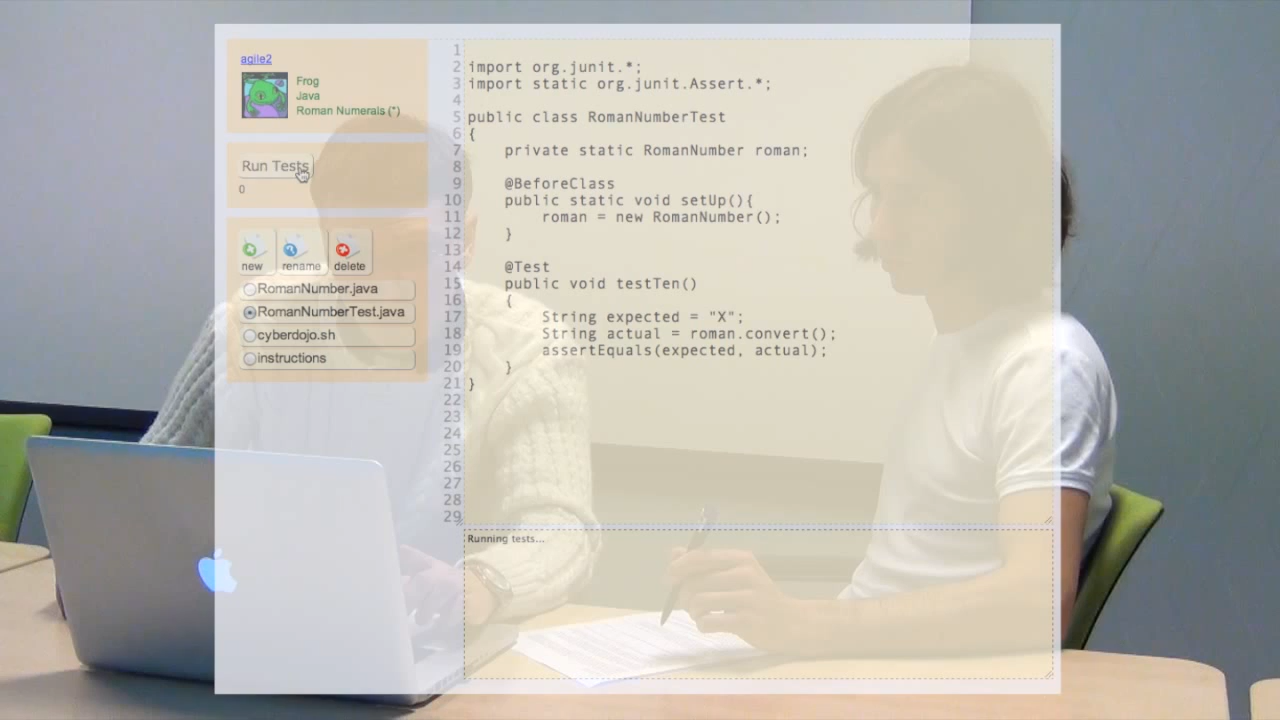 agile2
Frog
Java
Roman Numerals (*)
Run Tests
0
new rename delete
RomanNumber.java
RomanNumberTest.java
cyberdojo.sh
instructions
1
2 import org.junit.*;
3 import static org.junit.Assert.*;
4
5 public class RomanNumberTest
6 {
7     private static RomanNumber roman;
8
9     @BeforeClass
10     public static void setUp(){
11         roman = new RomanNumber();
12     }
13
14     @Test
15     public void testTen()
16     {
17         String expected = "X";
18         String actual = roman.convert();
19         assertEquals(expected, actual);
20     }
21 }
22
23
24
25
26
27
28
29
Running tests...